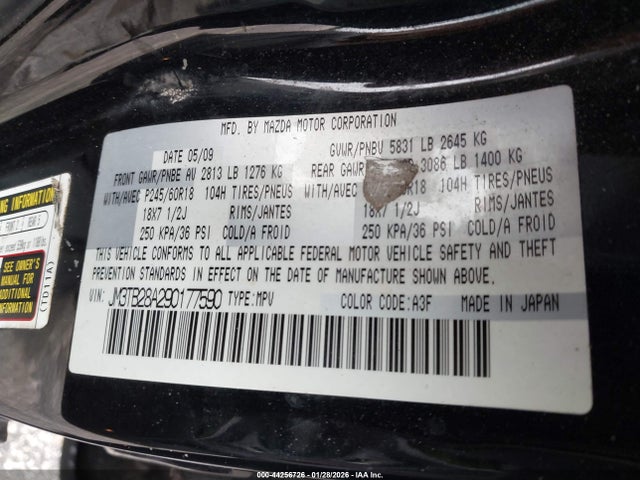 MFD. BY MAZDA MOTOR CORPORATION
DATE 05/09 GVWR/PNBV 5831 LB 2645 KG
FRONT GAWR/PNBE AV 2813 LB 1276 KG REAR GAWR 3086 LB 1400 KG
WITH/AVEC P245/60R18 104H TIRES/PNEUS WITH/AVEC 60R18 104H TIRES/PNEUS
18X7 1/2J RIMS/JANTES 18X7 1/2J RIMS/JANTES
250 KPA/36 PSI COLD/A FROID 250 KPA/36 PSI COLD/A FROID
THIS VEHICLE CONFORMS TO ALL APPLICABLE FEDERAL MOTOR VEHICLE SAFETY AND THEFT
PREVENTION STANDARDS IN EFFECT ON THE DATE OF MANUFACTURE SHOWN ABOVE.
VIN: JM3TB28A290177590 TYPE:MPV COLOR CODE:A3F MADE IN JAPAN
SEE OWNER'S
MANUAL FOR
ADDITIONAL
INFORMATION
(TD11A)
000-44256726 - 01/28/2026 - IAA Inc.